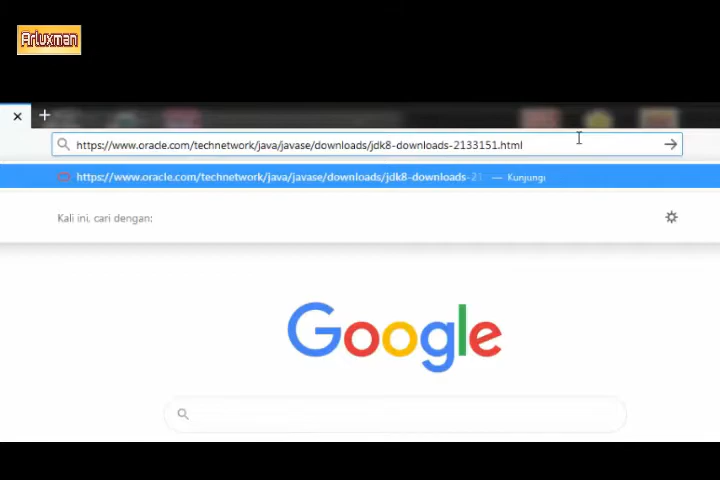 Arluxman
https://www.oracle.com/technetwork/java/javase/downloads/jdk8-downloads-2133151.html
https://www.oracle.com/technetwork/java/javase/downloads/jdk8-downloads-21 — Kunjungi
Kali ini, cari dengan:
Google